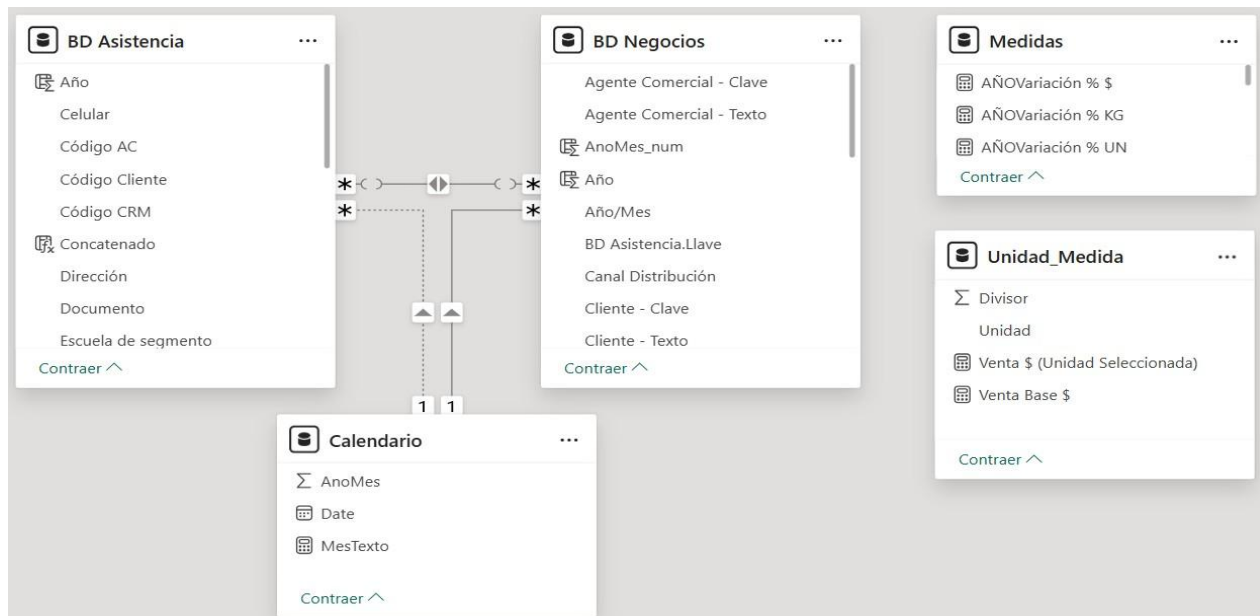 BD Asistencia
Año
Celular
Código AC
Código Cliente
Código CRM
Concatenado
Dirección
Documento
Escuela de segmento
Contraer
BD Negocios
Agente Comercial - Clave
Agente Comercial - Texto
AnoMes_num
Año
Año/Mes
BD Asistencia.Llave
Canal Distribución
Cliente - Clave
Cliente - Texto
Contraer
Medidas
AÑOVariación % $
AÑOVariación % KG
AÑOVariación % UN
Contraer
Unidad_Medida
Σ Divisor
Unidad
Venta $ (Unidad Seleccionada)
Venta Base $
Contraer
* *
* *
1 1
Calendario
Σ AnoMes
Date
MesTexto
Contraer